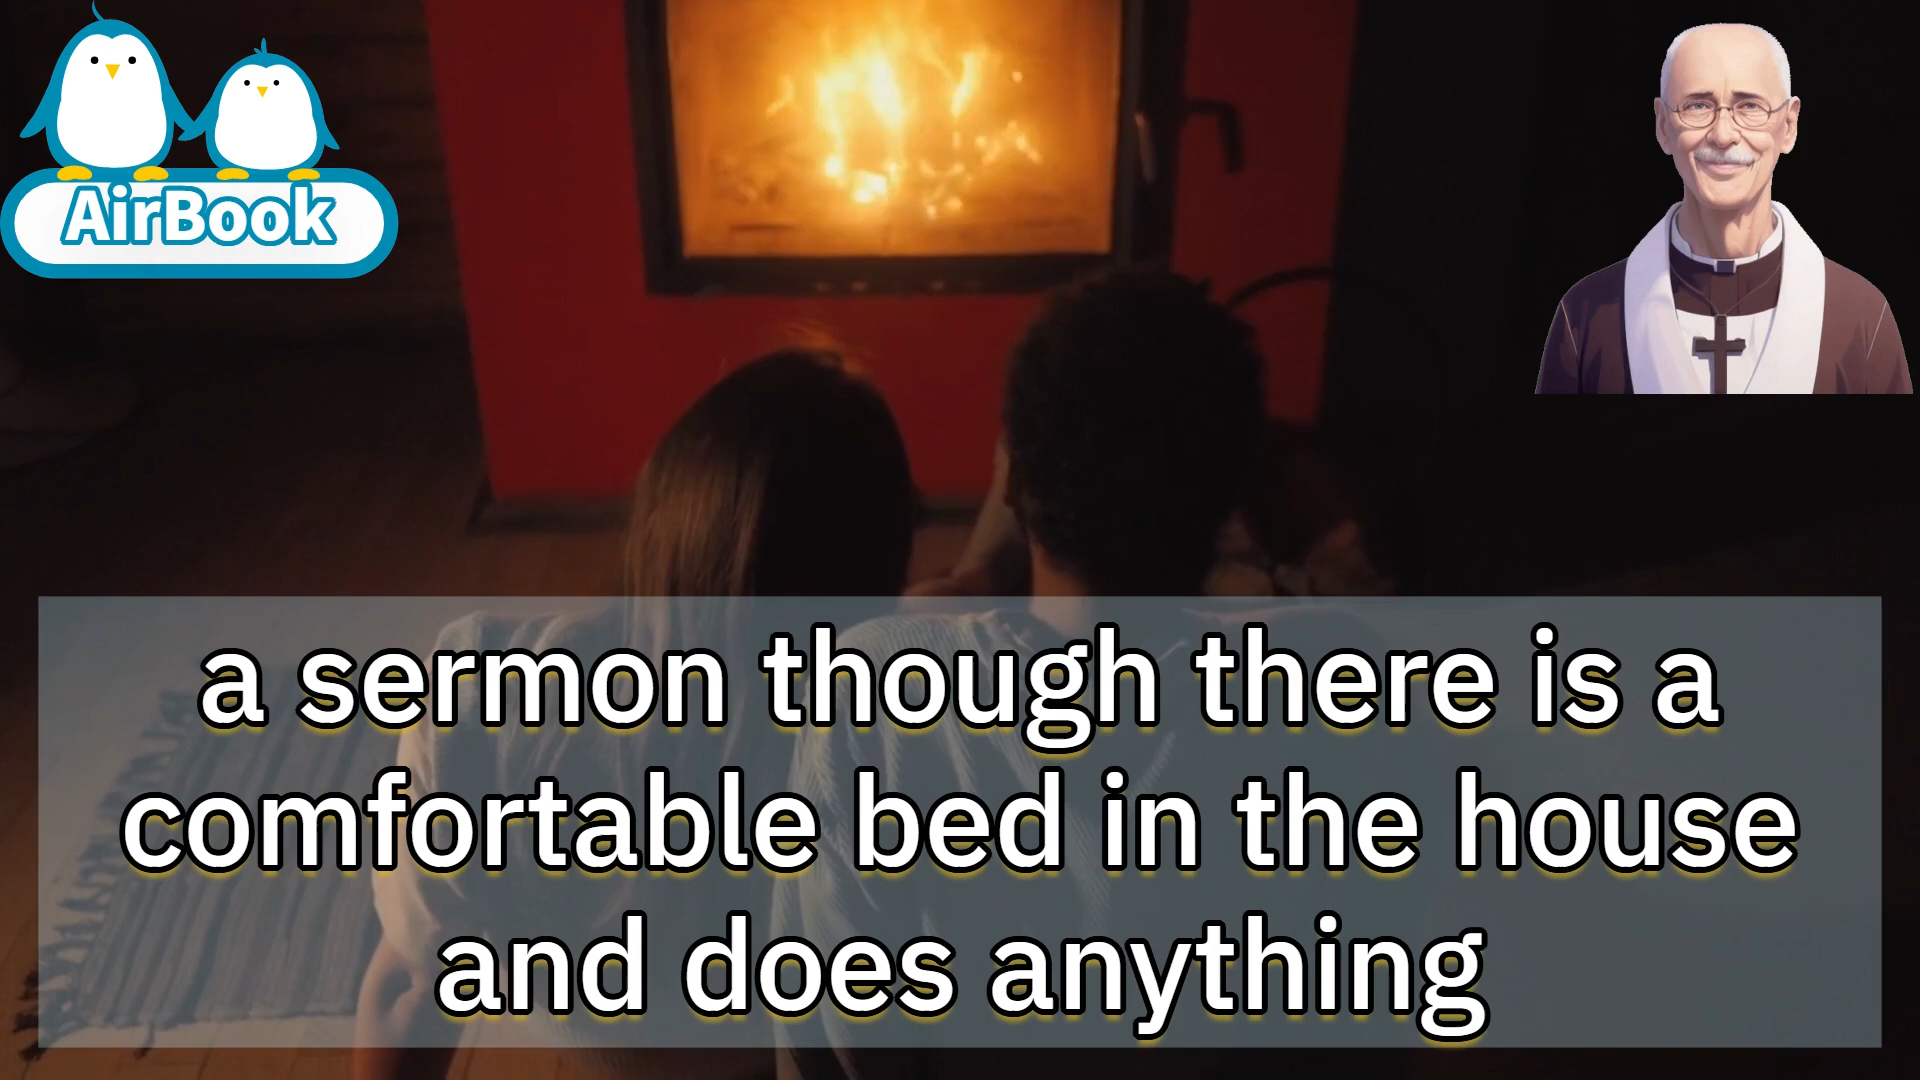 AirBook
a sermon though there is a
comfortable bed in the house
and does anything